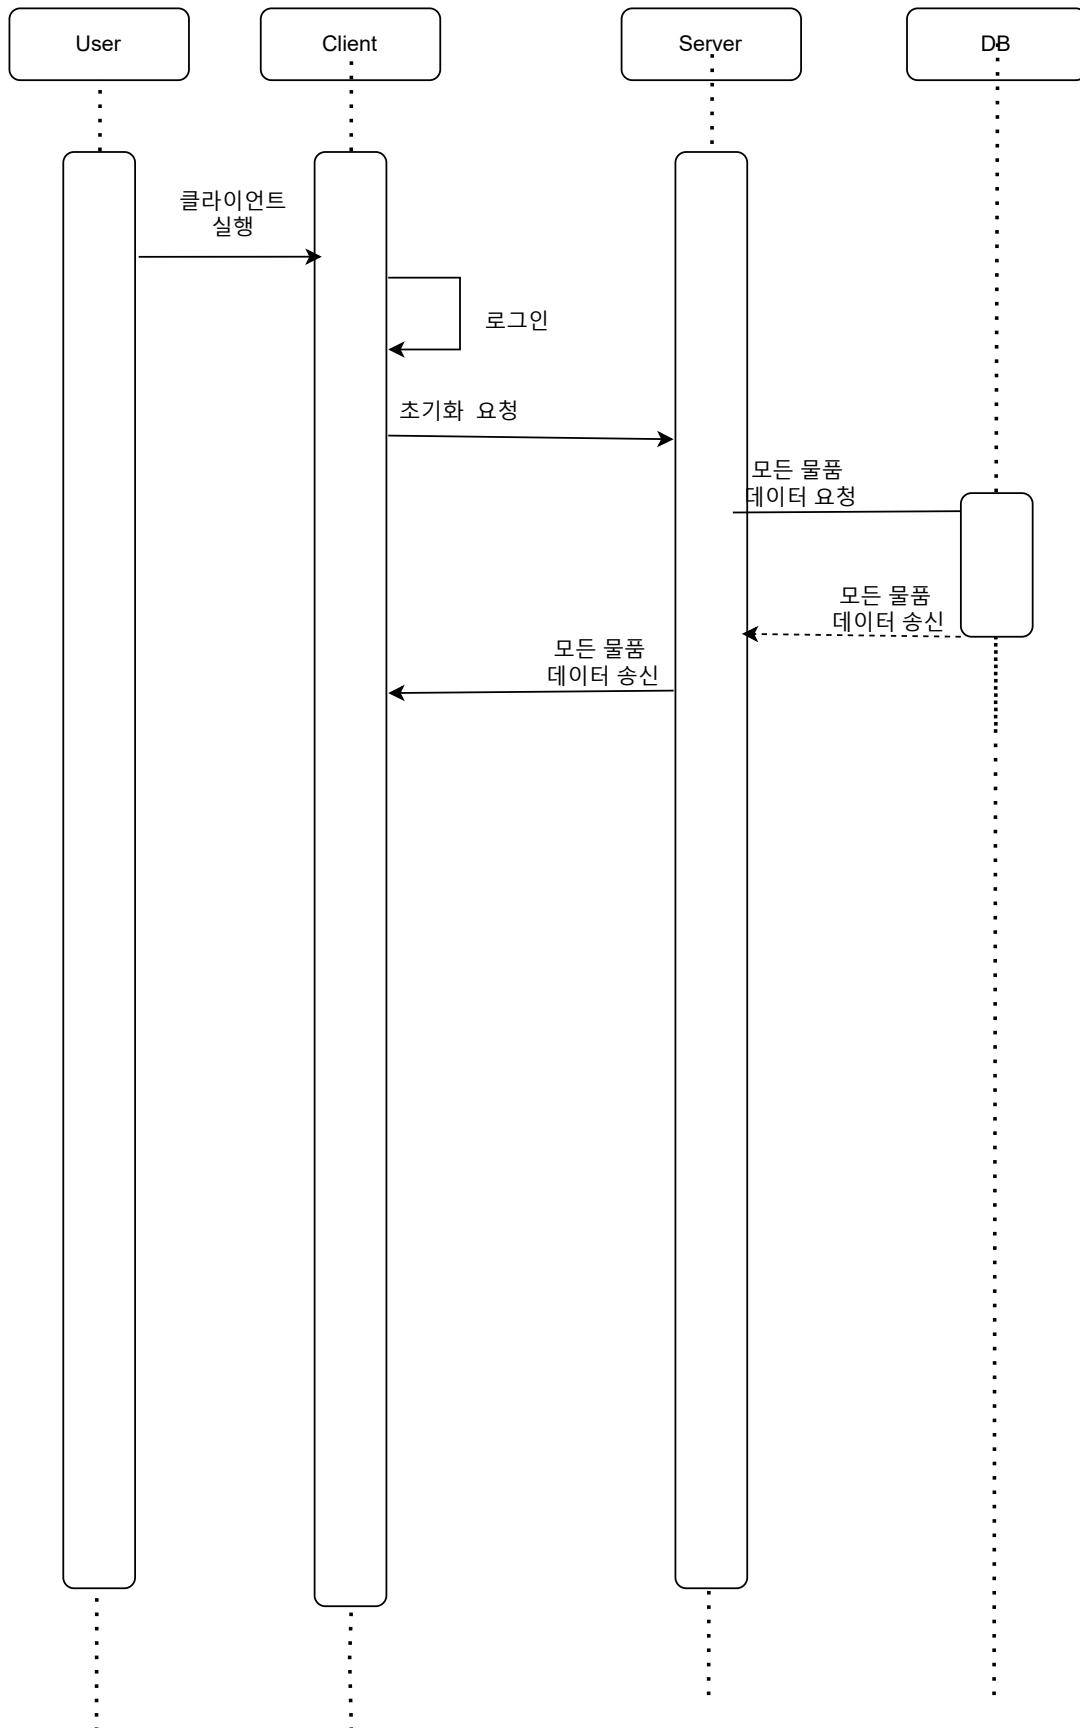 User
Client
Server
DB
클라이언트
실행
로그인
초기화 요청
모든 물품
데이터 요청
모든 물품
데이터 송신
모든 물품
데이터 송신